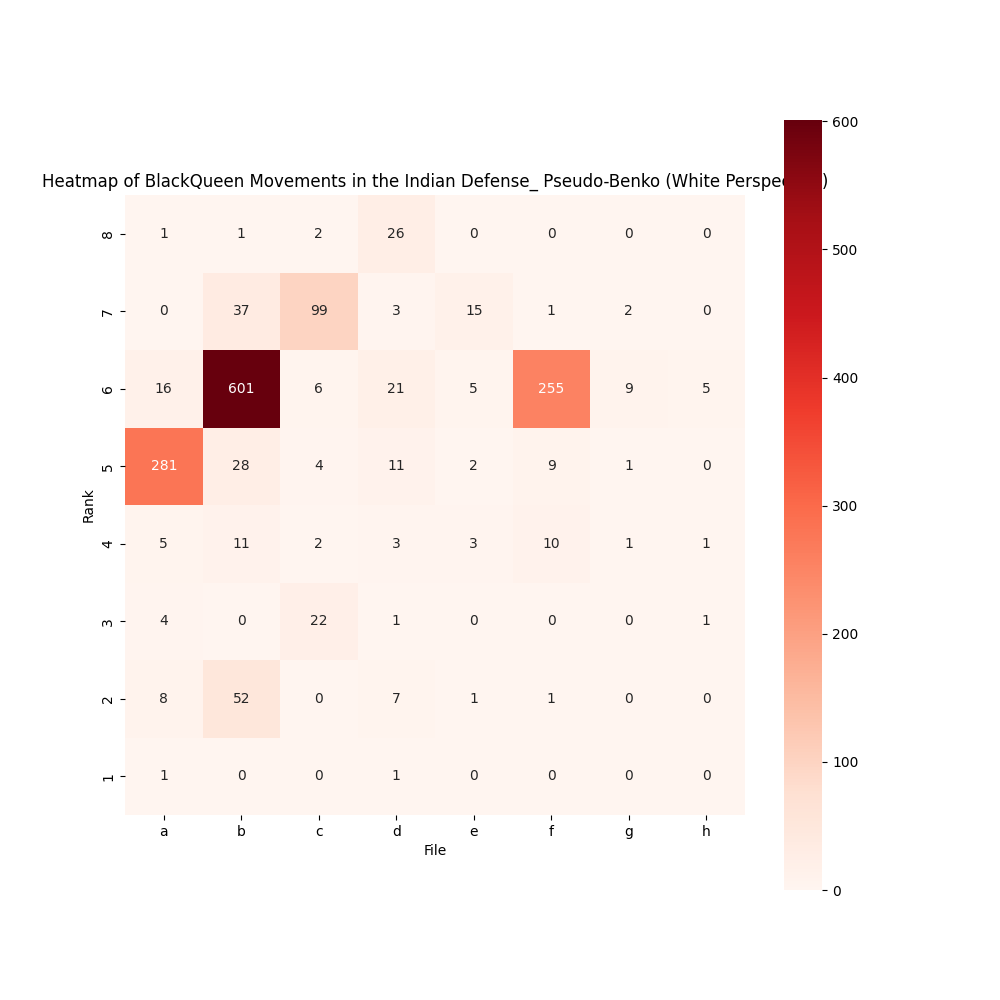 Heatmap of BlackQueen Movements in the Indian Defense_ Pseudo-Benko (White )
8 1 1 2 26 0 0 0 0
7 0 37 99 3 15 1 2 0
6 16 601 6 21 5 255 9 5
5 281 28 4 11 2 9 1 0
4 5 11 2 3 3 10 1 1
3 4 0 22 1 0 0 0 1
2 8 52 0 7 1 1 0 0
1 1 0 0 1 0 0 0 0
a b c d e f g h
File
Rank
600
500
400
300
200
100
0